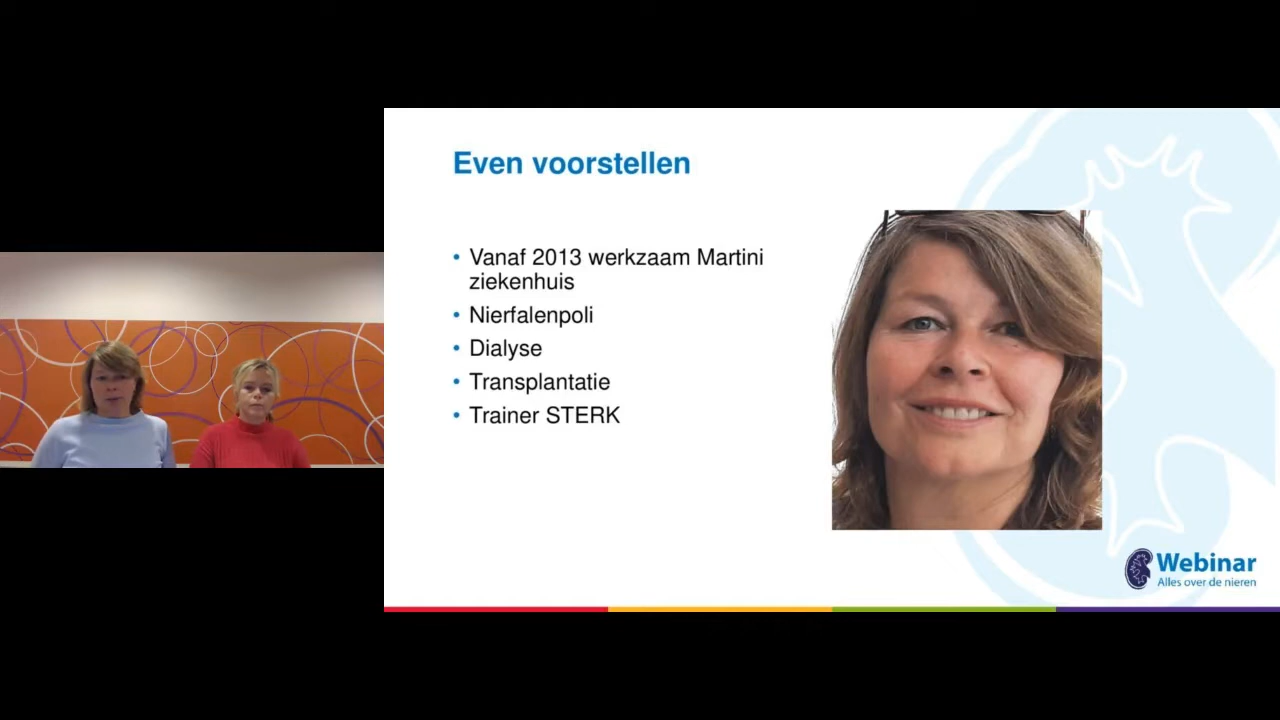 Even voorstellen
• Vanaf 2013 werkzaam Martini
ziekenhuis
• Nierfalenpoli
• Dialyse
• Transplantatie
• Trainer STERK
Webinar
Alles over de nieren